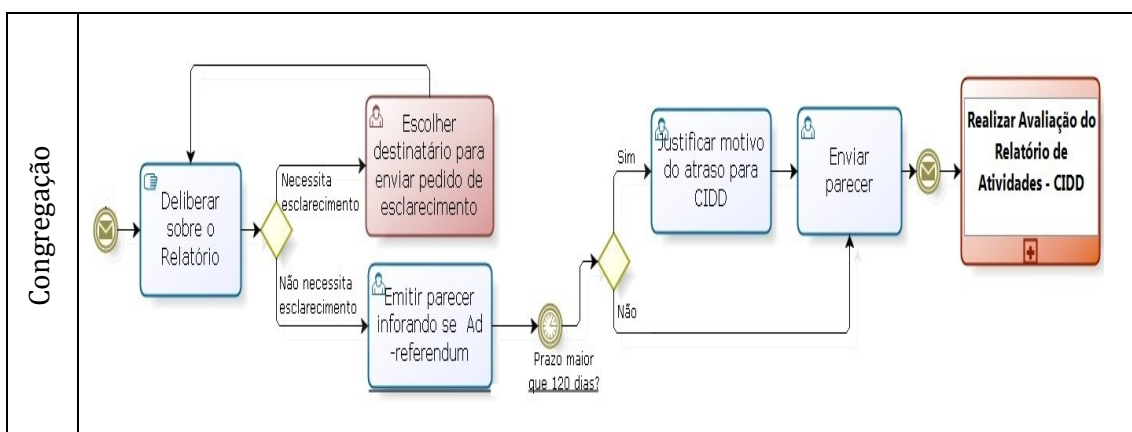 Congregação
Deliberar
sobre o
Relatório
Necessita
esclarecimento
Escolher
destinatário para
enviar pedido de
esclarecimento
Não necessita
esclarecimento
Emitir parecer
inforando se Ad
-referendum
Prazo maior
que 120 dias?
Sim
Justificar motivo
do atraso para
CIDD
Não
Enviar
parecer
Realizar Avaliação do
Relatório de
Atividades - CIDD